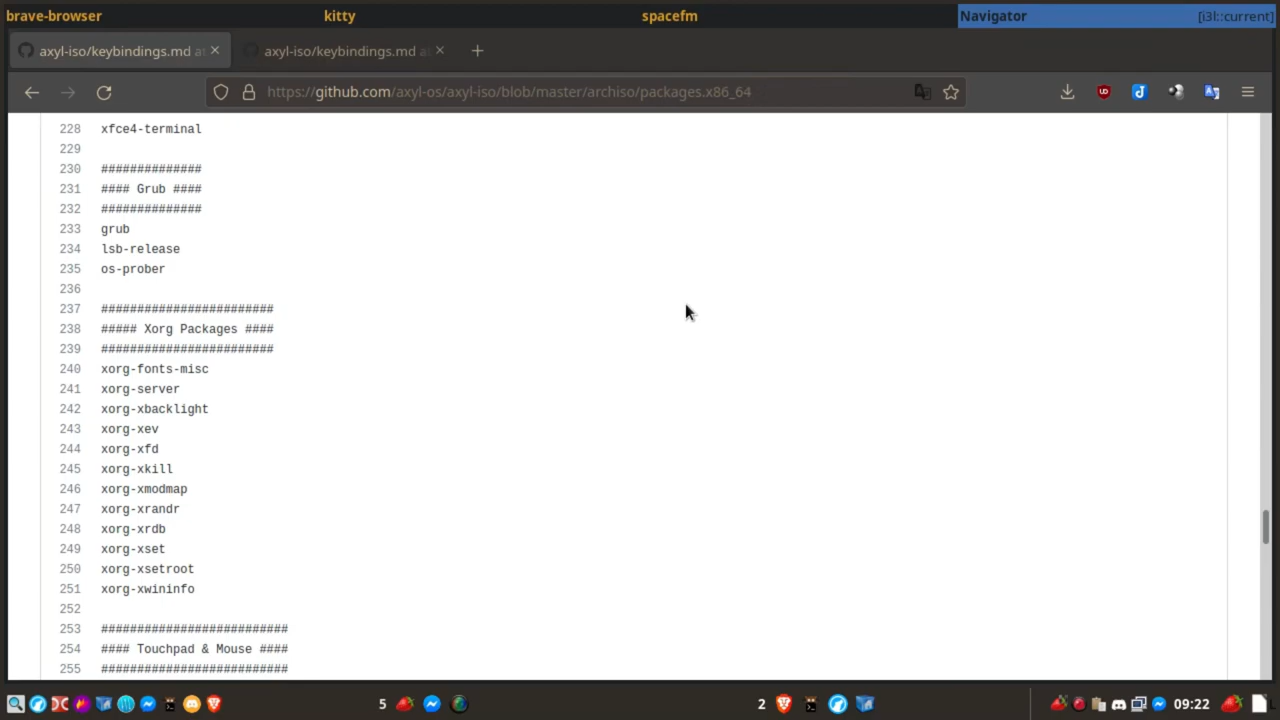 brave-browser kitty spacefm Navigator [i3l::current]
axyl-iso/keybindings.md at axyl-iso/keybindings.md a
https://github.com/axyl-os/axyl-iso/blob/master/archiso/packages.x86_64
228 xfce4-terminal
229
230 ##############
231 #### Grub ####
232 ##############
233 grub
234 lsb-release
235 os-prober
236
237 ########################
238 ##### Xorg Packages ####
239 ########################
240 xorg-fonts-misc
241 xorg-server
242 xorg-xbacklight
243 xorg-xev
244 xorg-xfd
245 xorg-xkill
246 xorg-xmodmap
247 xorg-xrandr
248 xorg-xrdb
249 xorg-xset
250 xorg-xsetroot
251 xorg-xwininfo
252
253 ##########################
254 #### Touchpad & Mouse ####
255 ##########################
5 2 09:22